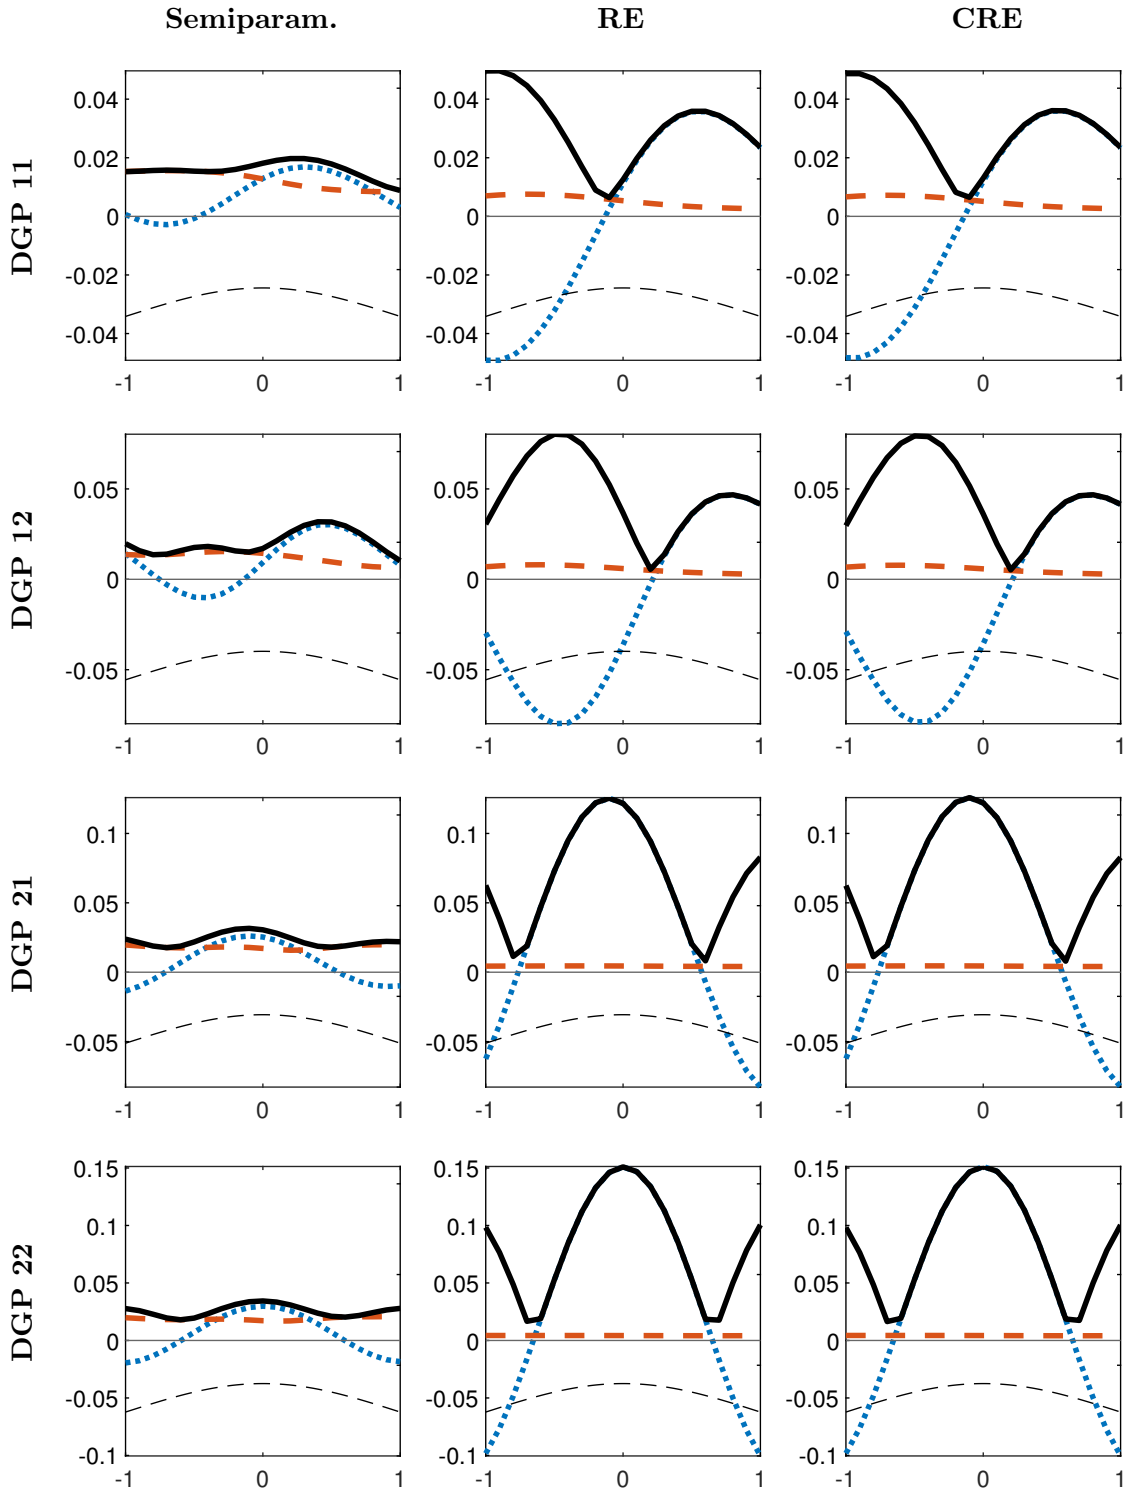 Semiparam. RE CRE
DGP 11
0.04 0.04 0.04
0.02 0.02 0.02
0 0 0
-0.02 -0.02 -0.02
-0.04 -0.04 -0.04
-1 0 1 -1 0 1 -1 0 1
DGP 12
0.05 0.05 0.05
0 0 0
-0.05 -0.05 -0.05
-1 0 1 -1 0 1 -1 0 1
DGP 21
0.1 0.1 0.1
0.05 0.05 0.05
0 0 0
-0.05 -0.05 -0.05
-1 0 1 -1 0 1 -1 0 1
DGP 22
0.15 0.15 0.15
0.1 0.1 0.1
0.05 0.05 0.05
0 0 0
-0.05 -0.05 -0.05
-0.1 -0.1 -0.1
-1 0 1 -1 0 1 -1 0 1